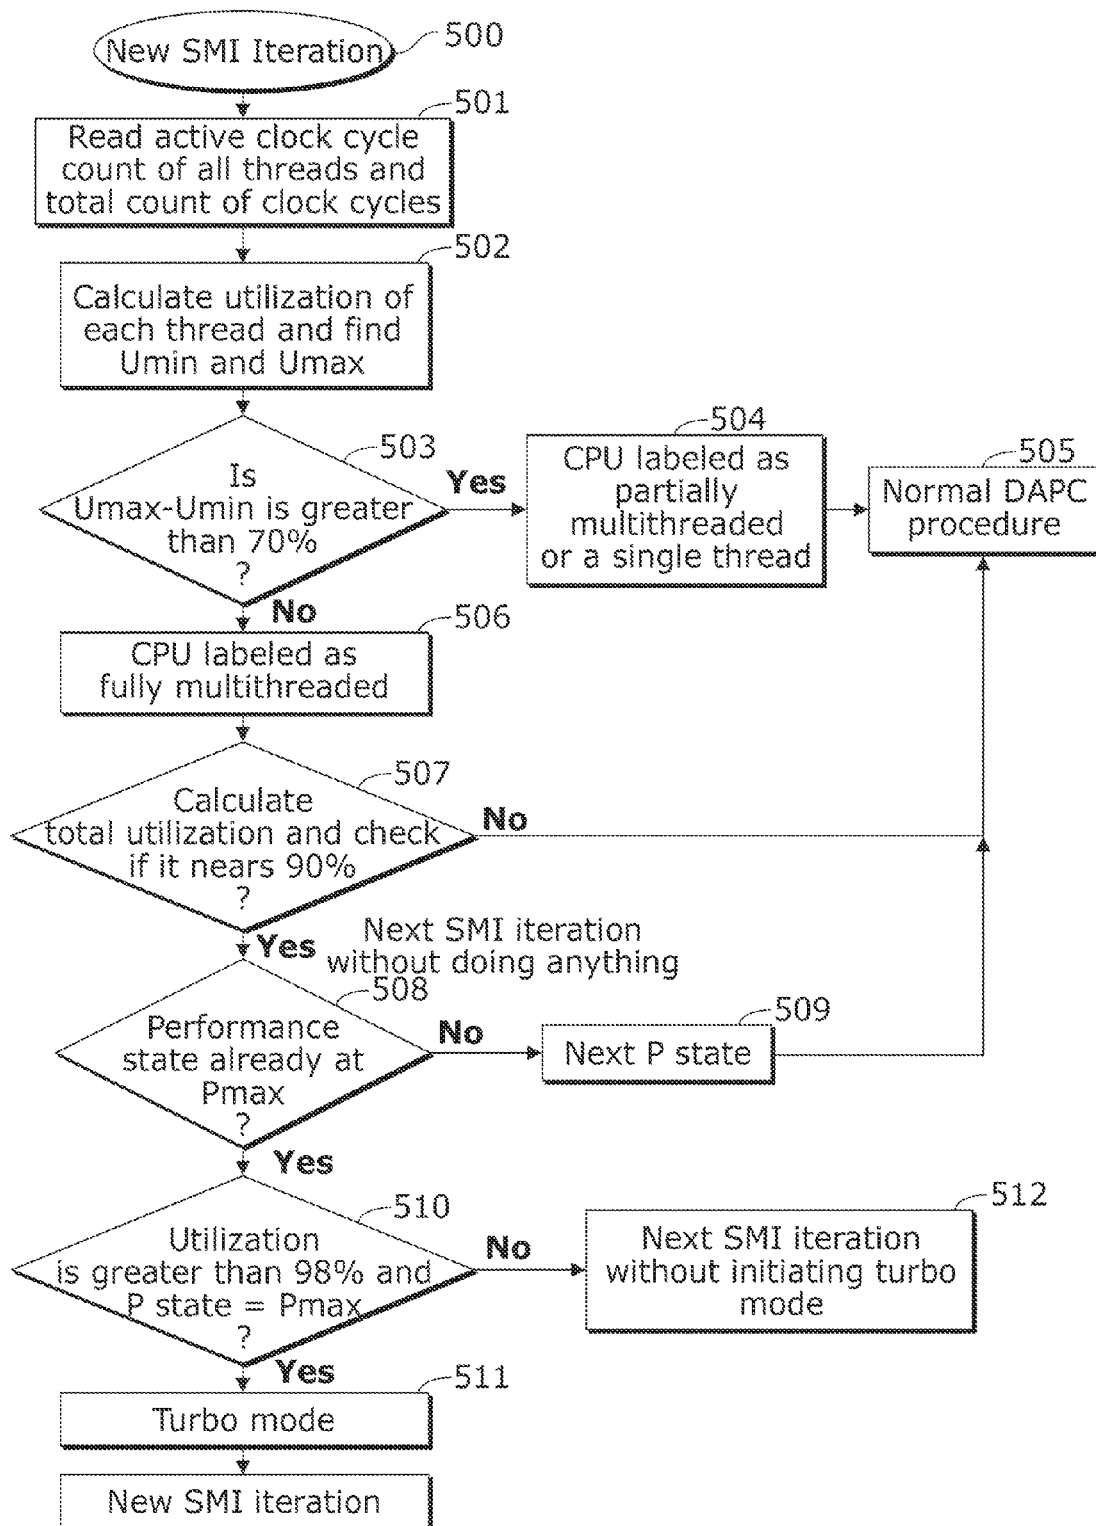 New SMI Iteration
500
501
Read active clock cycle
count of all threads and
total count of clock cycles
502
Calculate utilization of
each thread and find
Umin and Umax
503
Is
Umax-Umin is greater
than 70%
?
Yes
504
CPU labeled as
partially
multithreaded
or a single thread
505
Normal DAPC
procedure
No
506
CPU labeled as
fully multithreaded
507
Calculate
total utilization and check
if it nears 90%
?
No
Yes
Next SMI iteration
without doing anything
508
Performance
state already at
Pmax
?
No
509
Next P state
Yes
510
Utilization
is greater than 98% and
P state = Pmax
?
No
512
Next SMI iteration
without initiating turbo
mode
Yes
511
Turbo mode
New SMI iteration